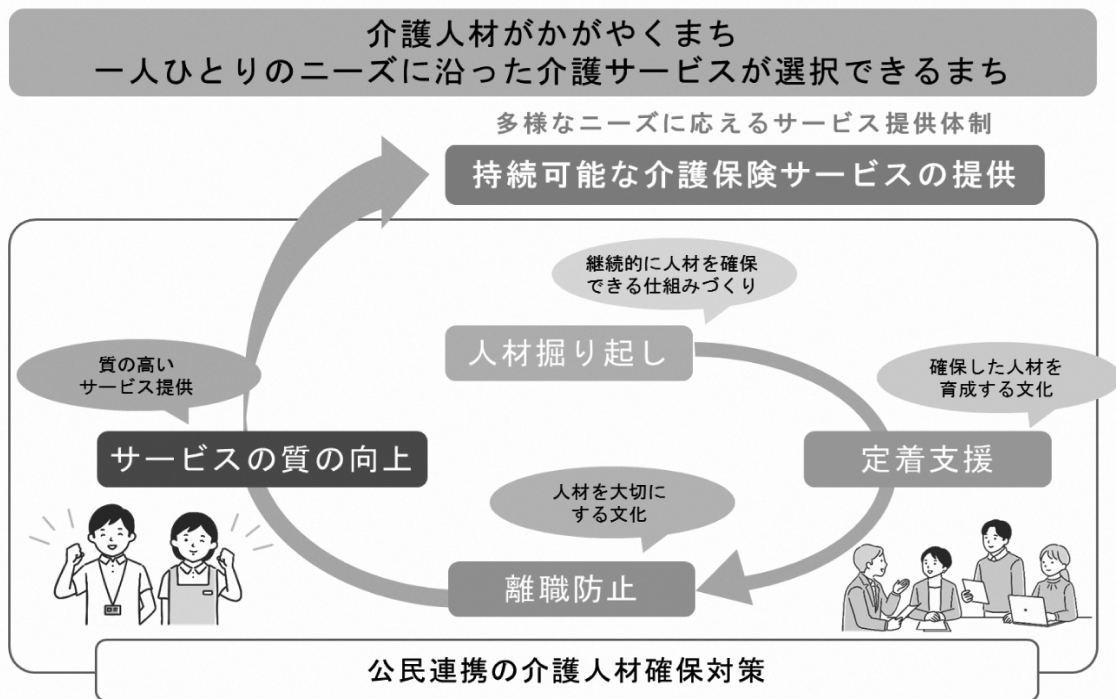 介護人材がかがやくまち
一人ひとりのニーズに沿った介護サービスが選択できるまち
多様なニーズに応えるサービス提供体制
持続可能な介護保険サービスの提供
継続的に人材を確保
できる仕組みづくり
人材掘り起し
確保した人材を
育成する文化
定着支援
人材を大切に
する文化
離職防止
質の高い
サービス提供
サービスの質の向上
公民連携の介護人材確保対策